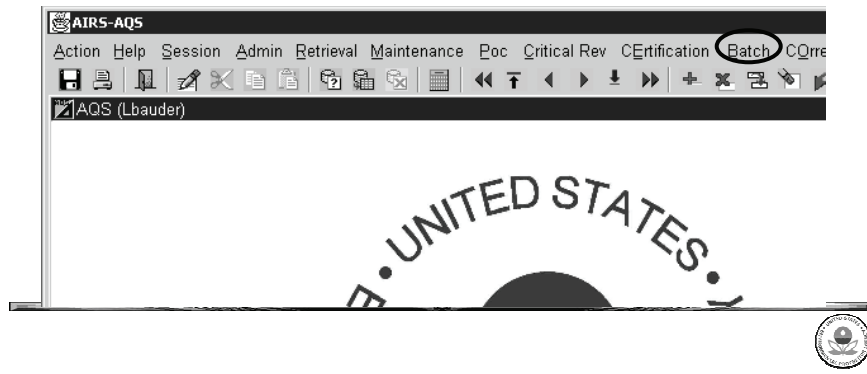 AIRS-AQS
Action Help Session Admin Retrieval Maintenance Poc Critical Rev CErtification Batch COrre
AQS (Lbauder)
• UNITED STATES •